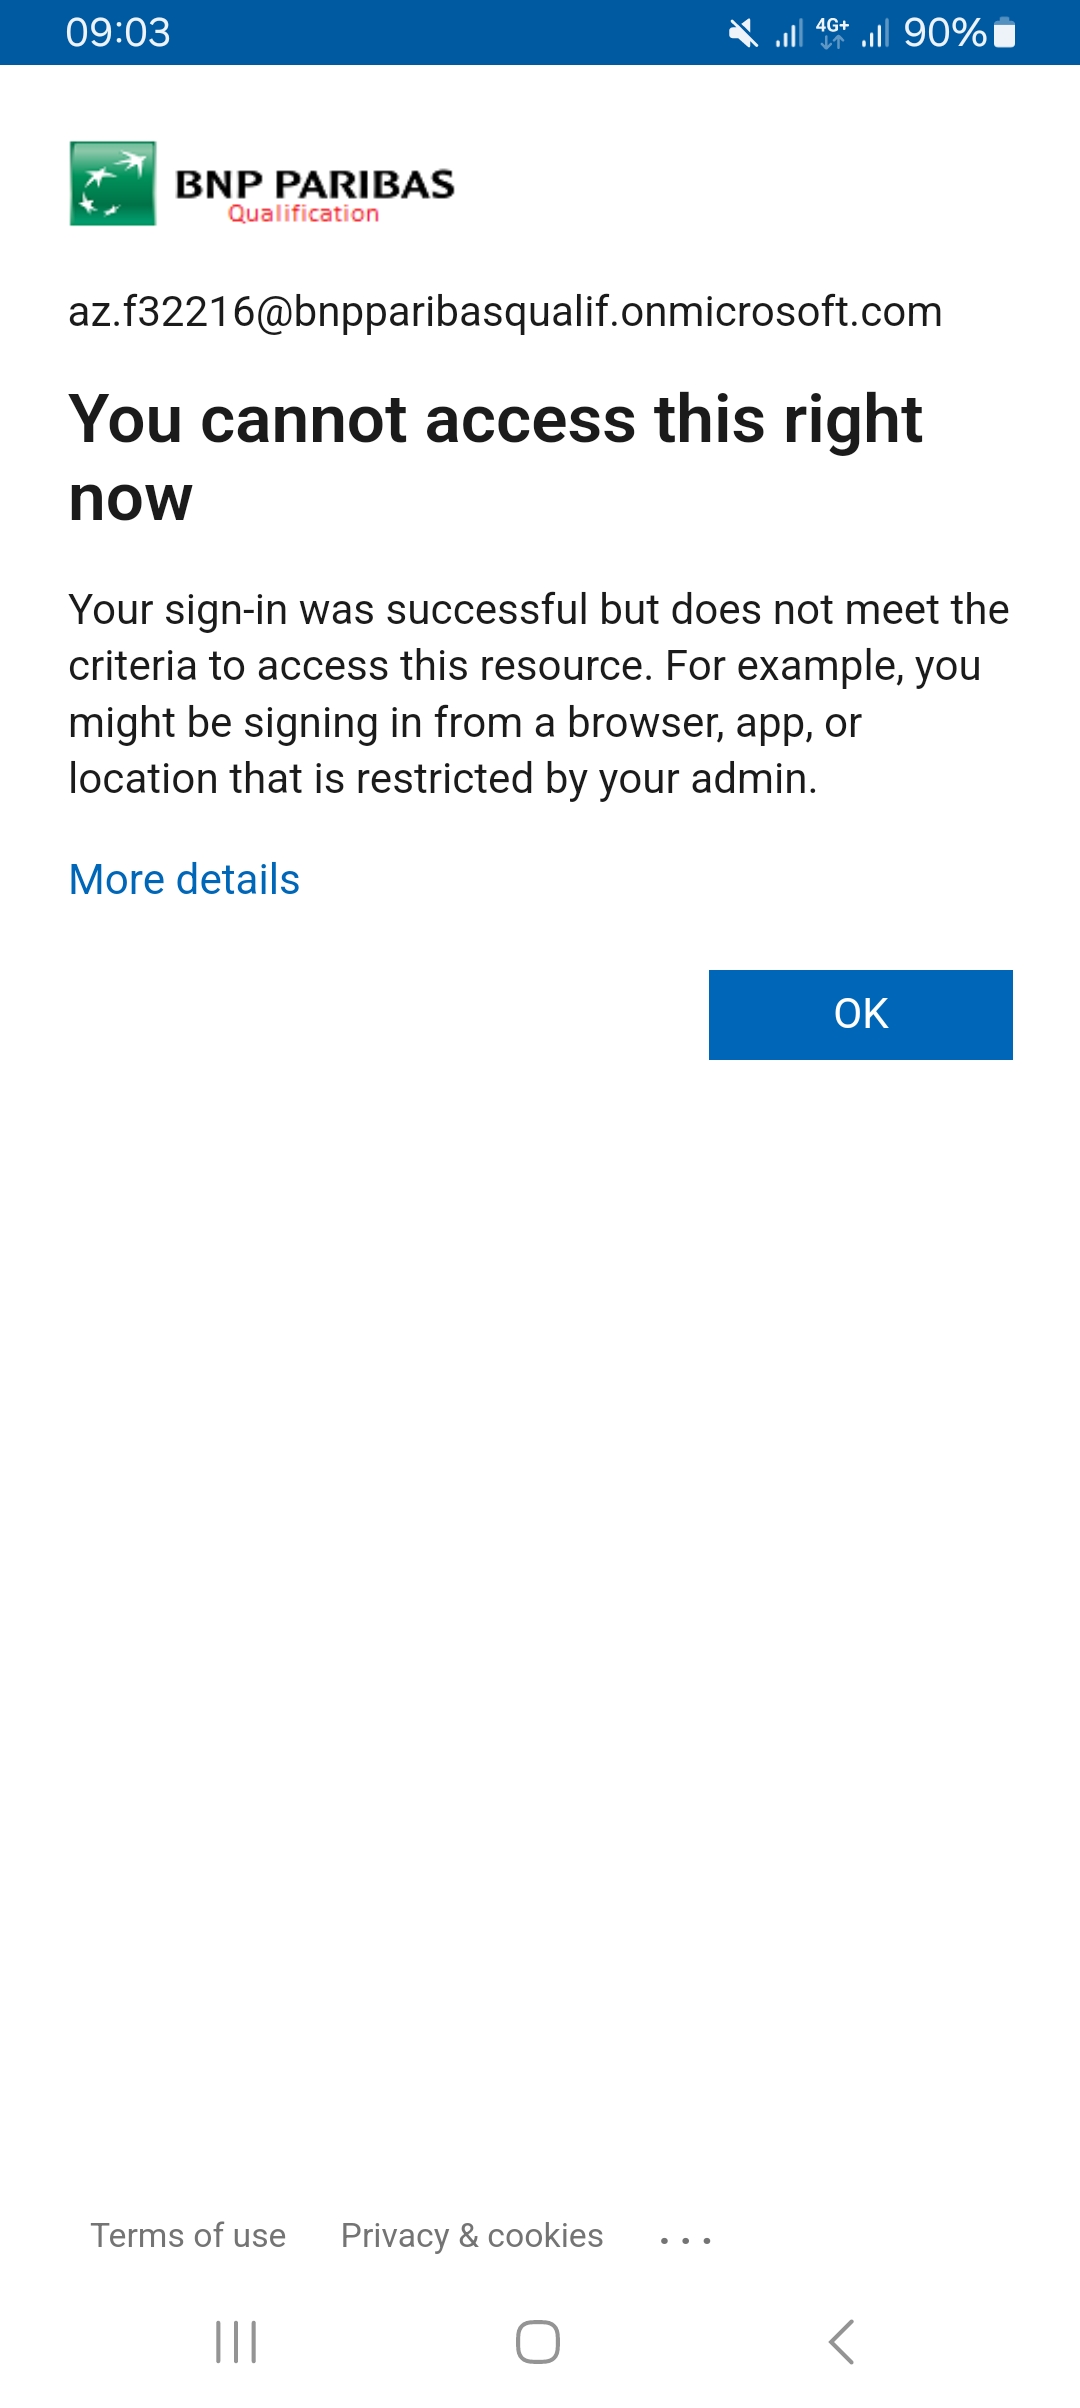 09:03 4G+ 90%
BNP PARIBAS
Qualification
az.f32216@bnpparibasqualif.onmicrosoft.com
You cannot access this right
now
Your sign-in was successful but does not meet the
criteria to access this resource. For example, you
might be signing in from a browser, app, or
location that is restricted by your admin.
More details
OK
Terms of use Privacy & cookies ...